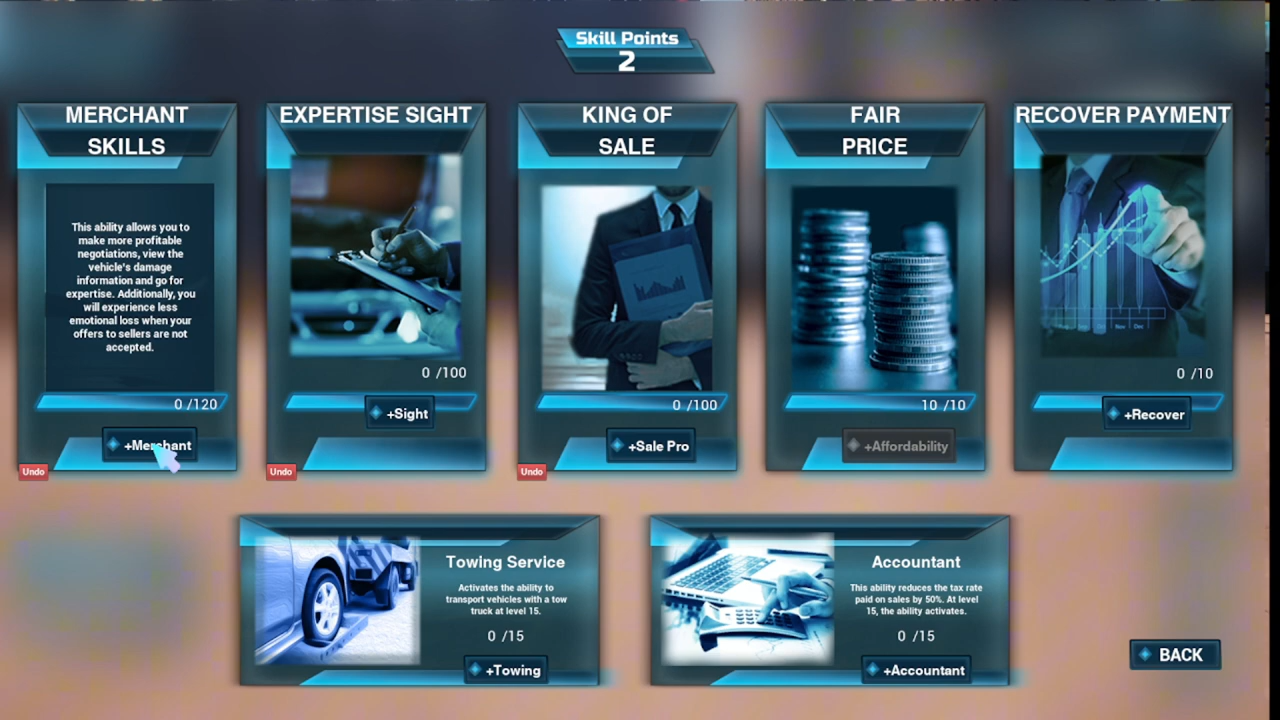 Skill Points
2
MERCHANT
SKILLS
EXPERTISE SIGHT
KING OF
SALE
FAIR
PRICE
RECOVER PAYMENT
This ability allows you to
make more profitable
negotiations, view the
vehicle's damage
information and go for
expertise. Additionally, you
will experience less
emotional loss when your
offers to sellers are not
accepted.
0 /120
+Merchant
Undo
0 /100
+Sight
Undo
0 /100
+Sale Pro
Undo
10 /10
+Affordability
Nov
Dec
0 /10
+Recover
Towing Service
Activates the ability to
transport vehicles with a tow
truck at level 15.
0 /15
+Towing
Accountant
This ability reduces the tax rate
paid on sales by 50%. At level
15, the ability activates.
0 /15
+Accountant
BACK